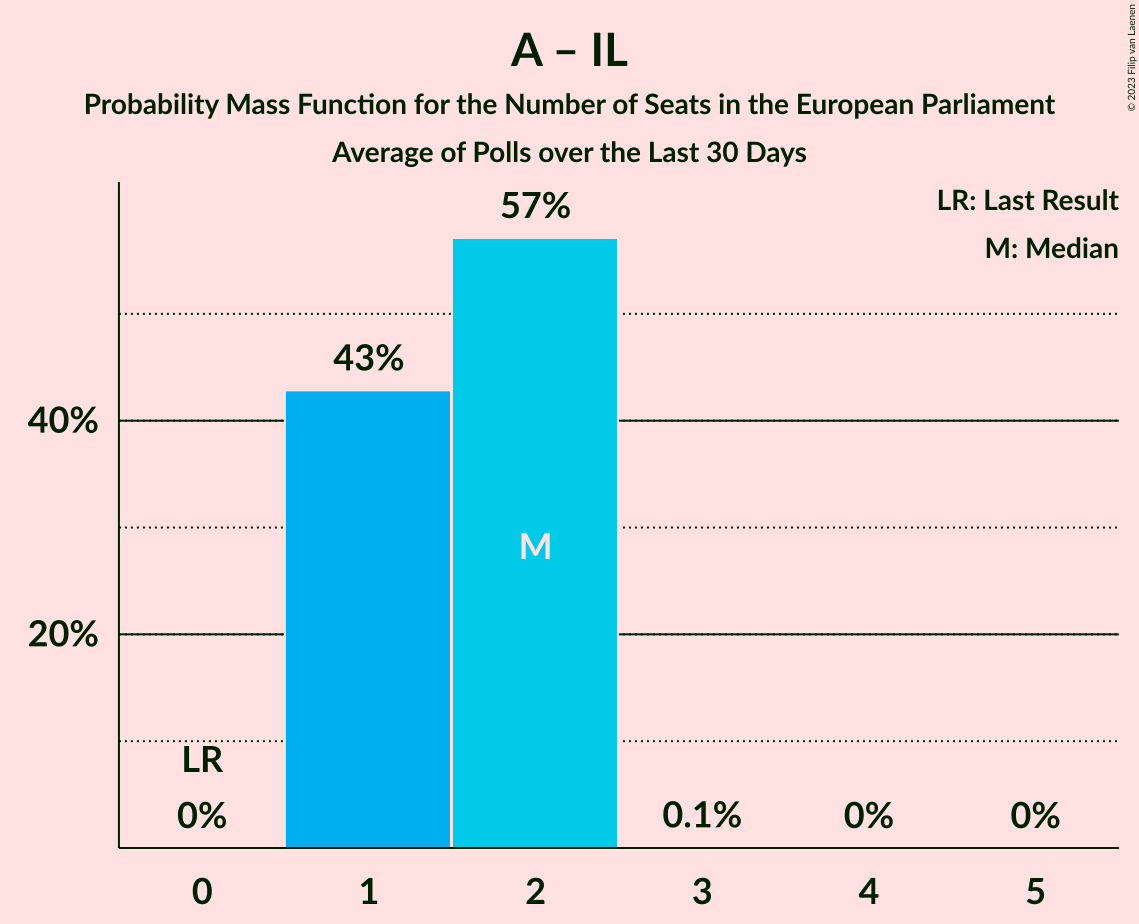 A – IL
Probability Mass Function for the Number of Seats in the European Parliament
Average of Polls over the Last 30 Days
© 2023 Filip van Laenen
LR: Last Result
M: Median
57%
43%
40%
M
20%
LR
0%
0.1%
0%
0%
0 1 2 3 4 5